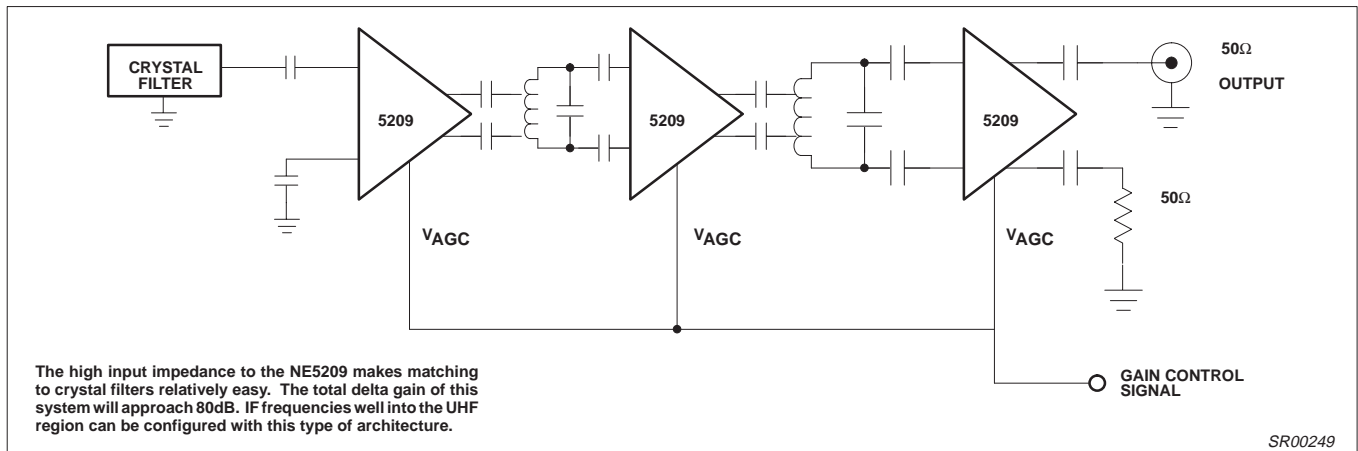 CRYSTAL
FILTER
5209
5209
5209
50Ω
OUTPUT
50Ω
VAGC
VAGC
VAGC
The high input impedance to the NE5209 makes matching
to crystal filters relatively easy. The total delta gain of this
system will approach 80dB. IF frequencies well into the UHF
region can be configured with this type of architecture.
GAIN CONTROL
SIGNAL
SR00249